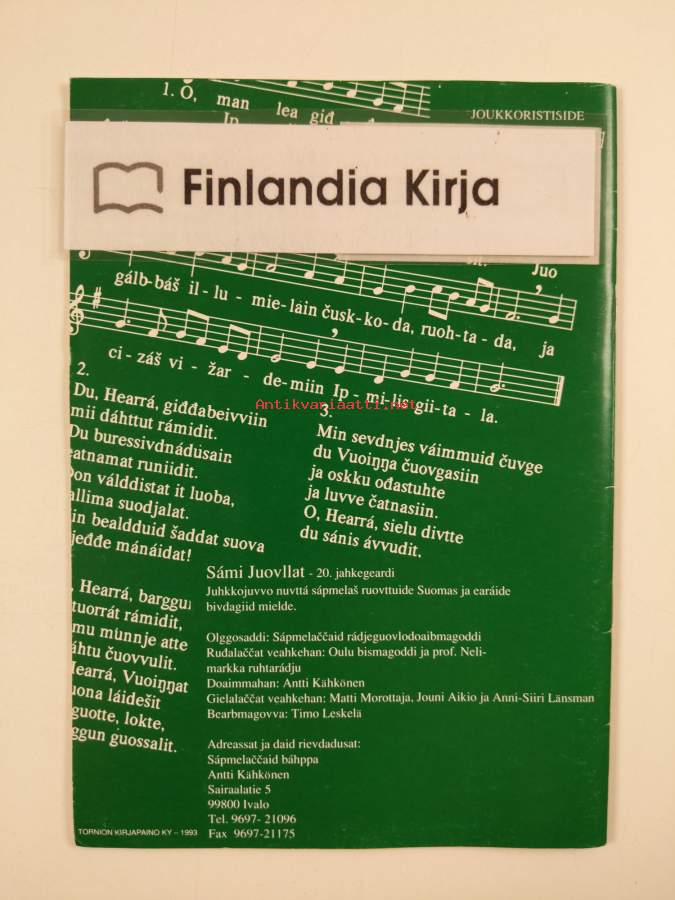 1. O, man lea giđ
JOUKKORISTISIDE
Finlandia Kirja
Juo
gálb-báš il-lu-mie-lain čusk-ko-da, ruoh-ta-da, ja
ci-záš vi-žar-de-miin Ip-mi-lis gii-ta-la.
Antikvariaatti.net
2.
Du, Hearrá, giđđabeivviin
mii dáhttut rámidit.
Du buressivdnádusain
eatnamat runiidit.
Don válddistat it luoba,
allima suodjalat.
in bealdduid šaddat suova
jeđđe mánáidat!
3.
Min sevdnjes váimmuid čuvge
du Vuoiŋŋa čuovgasiin
ja oskku ođastuhte
ja luvve čatnasiin.
O, Hearrá, sielu divtte
du sánis ávvudit.
, Hearrá, barggui
tuorrát rámidit,
mu munnje atte
áhtu čuovvulit.
Hearrá, Vuoiŋŋat
uona láidešit
guotte, lokte,
ggun guossalit.
Sámi Juovllat - 20. jahkegeardi
Juhkkojuvvo nuvttá sápmelaš ruovttuide Suomas ja earáide
bivdagiid mielde.
Olggosaddi: Sápmelaččaid rádjeguovlodoaibmagoddi
Ruđalaččat veahkehan: Oulu bismagoddi ja prof. Neli-
markka ruhtarádju
Doaimmahan: Antti Kähkönen
Gielalaččat veahkehan: Matti Morottaja, Jouni Aikio ja Anni-Siiri Länsman
Bearbmagovva: Timo Leskelä
Adreassat ja daid rievdadusat:
Sápmelaččaid báhppa
Antti Kähkönen
Sairaalatie 5
99800 Ivalo
Tel. 9697- 21096
Fax 9697-21175
TORNION KIRJAPAINO KY – 1993